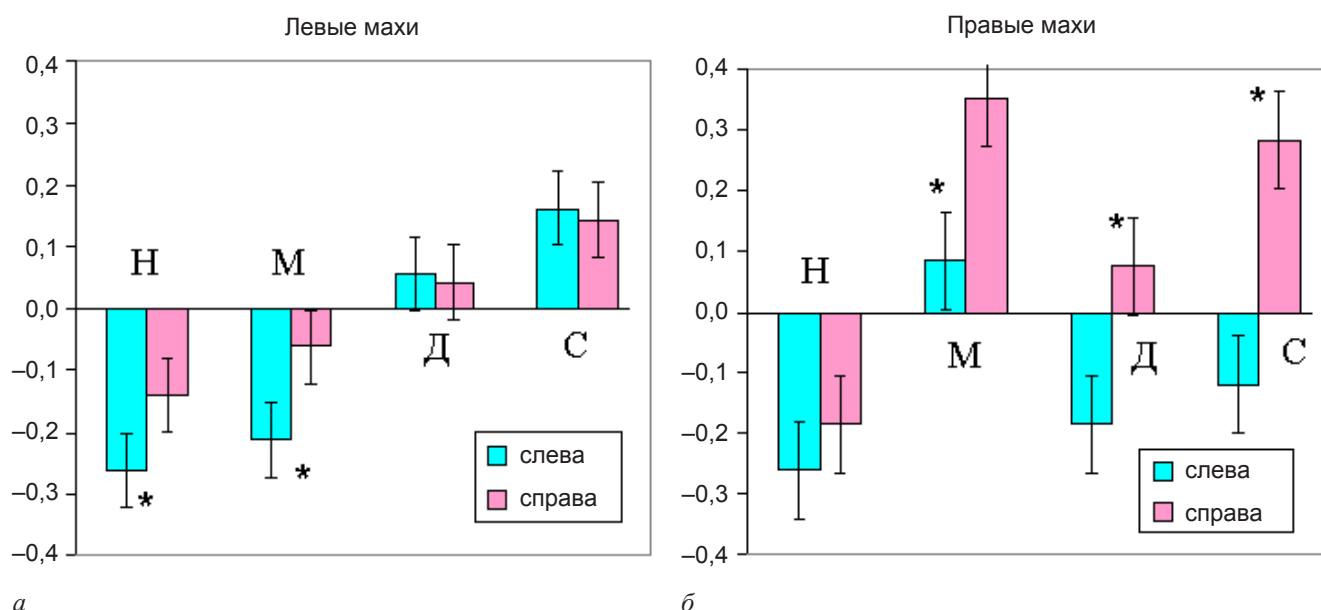 Левые махи
0,4
0,3
0,2
0,1
0,0
–0,1
–0,2
–0,3
–0,4
Н
М
Д
С
*
*
слева
справа
а
Правые махи
0,4
0,3
0,2
0,1
0,0
–0,1
–0,2
–0,3
–0,4
Н
М
Д
С
*
*
*
слева
справа
б